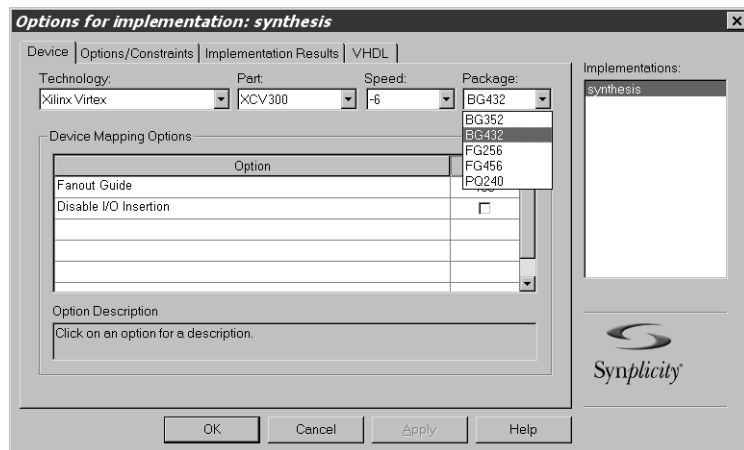 Options for implementation: synthesis
Device Options/Constraints Implementation Results VHDL
Technology: Part: Speed: Package:
Xilinx Virtex XCV300 -6 BG432
BG352
BG432
FG256
FG456
PQ240
Device Mapping Options
Option
Fanout Guide
Disable I/O Insertion
Option Description
Click on an option for a description.
OK Cancel Apply Help
Implementations:
synthesis
Synplicity